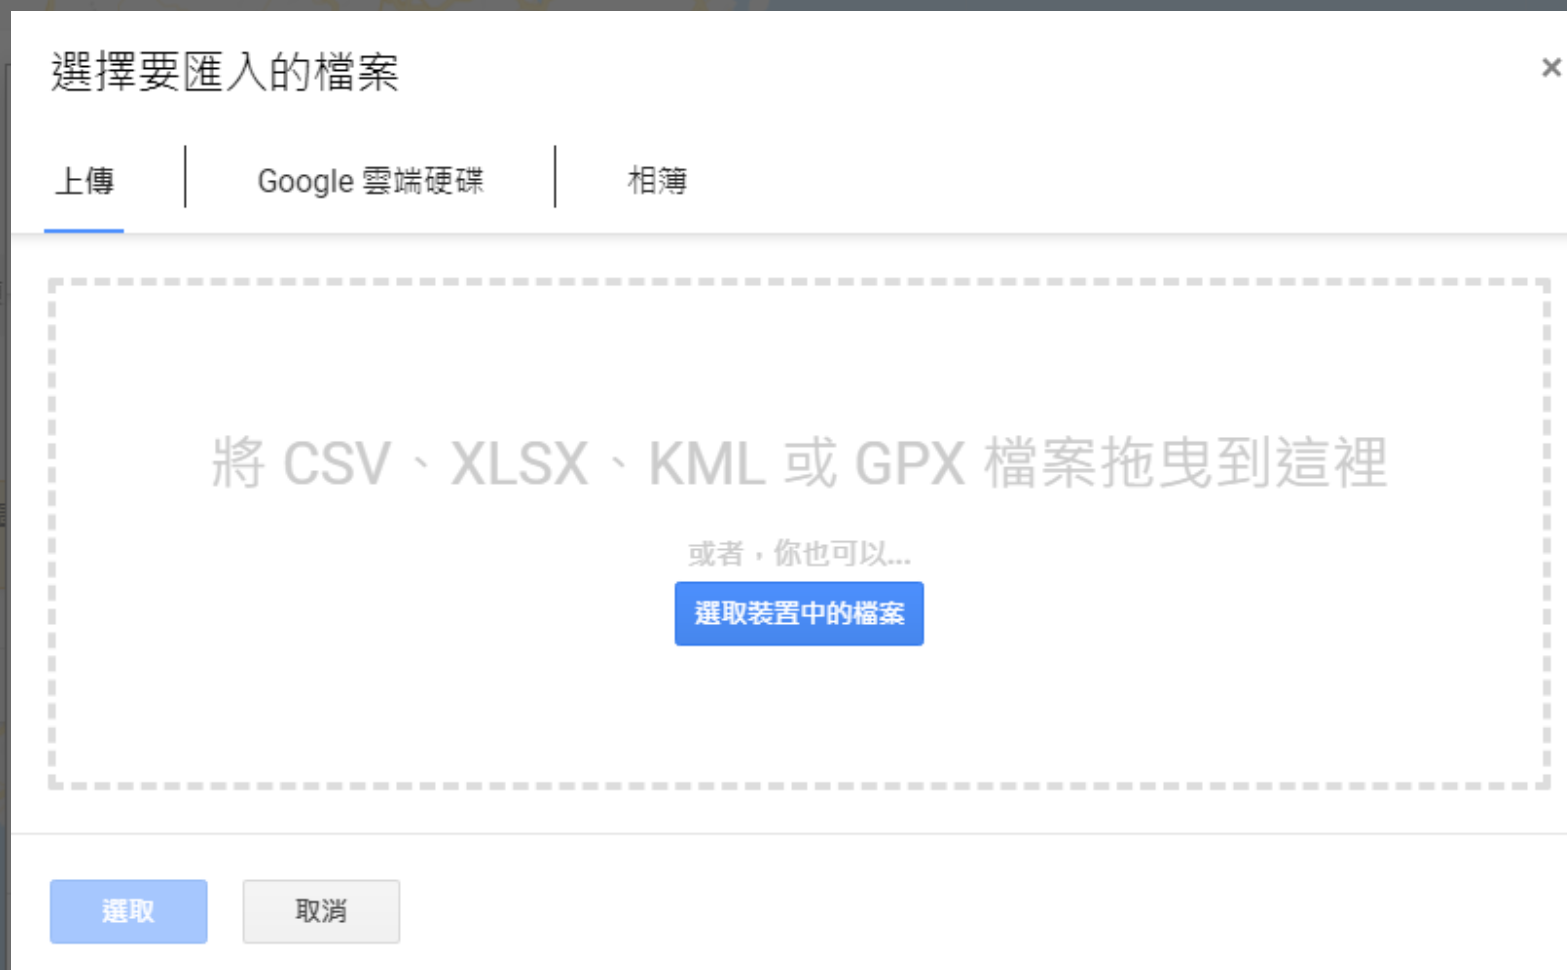 選擇要匯入的檔案
×
上傳
Google 雲端硬碟
相簿
將 CSV、XLSX、KML 或 GPX 檔案拖曳到這裡
或者，你也可以...
選取裝置中的檔案
選取
取消